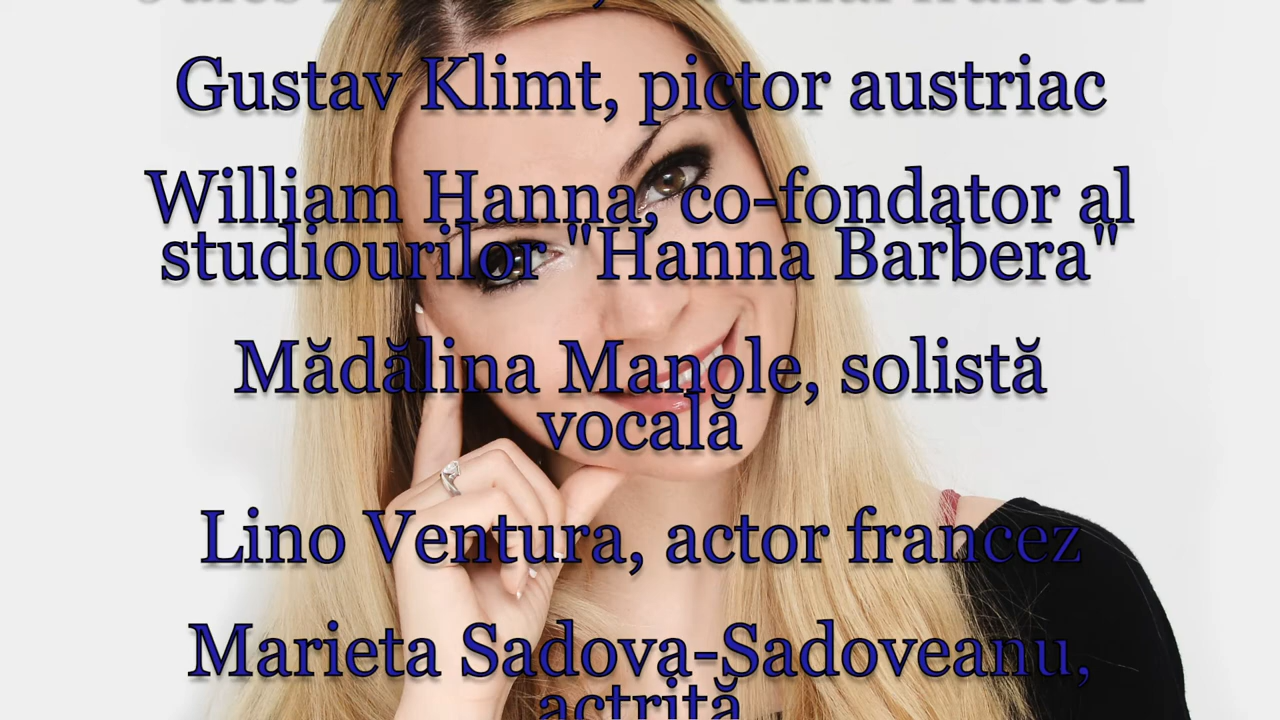 Gustav Klimt, pictor austriac
William Hanna, co-fondator al
studiourilor "Hanna Barbera"
Mădălina Manole, solistă
vocală
Lino Ventura, actor francez
Marieta Sadova-Sadoveanu,
actriță